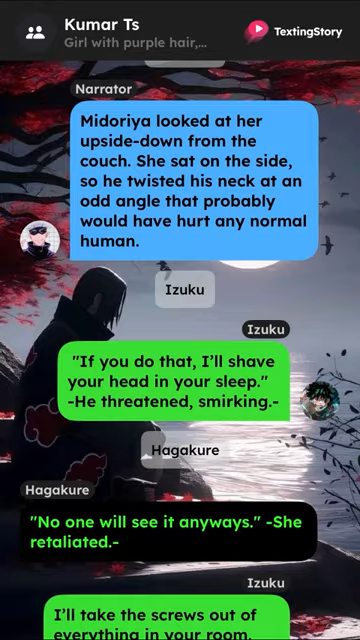 Kumar Ts
Girl with purple hair,...
TextingStory
Narrator
Midoriya looked at her
upside-down from the
couch. She sat on the side,
so he twisted his neck at an
odd angle that probably
would have hurt any normal
human.
Izuku
Izuku
"If you do that, I’ll shave
your head in your sleep."
-He threatened, smirking.-
Hagakure
Hagakure
"No one will see it anyways." -She
retaliated.-
Izuku
I’ll take the screws out of
everything in your room.